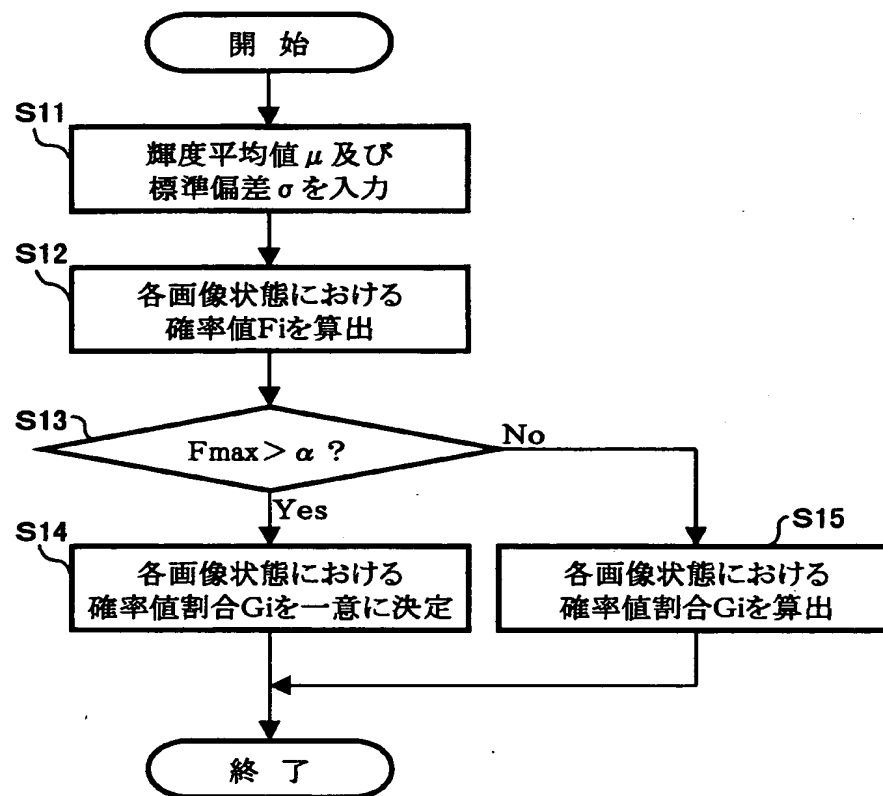 開 始
S11
輝度平均値μ及び
標準偏差σを入力
S12
各画像状態における
確率値Fiを算出
S13
Fmax＞α？
No
Yes
S14
各画像状態における
確率値割合Giを一意に決定
S15
各画像状態における
確率値割合Giを算出
終 了